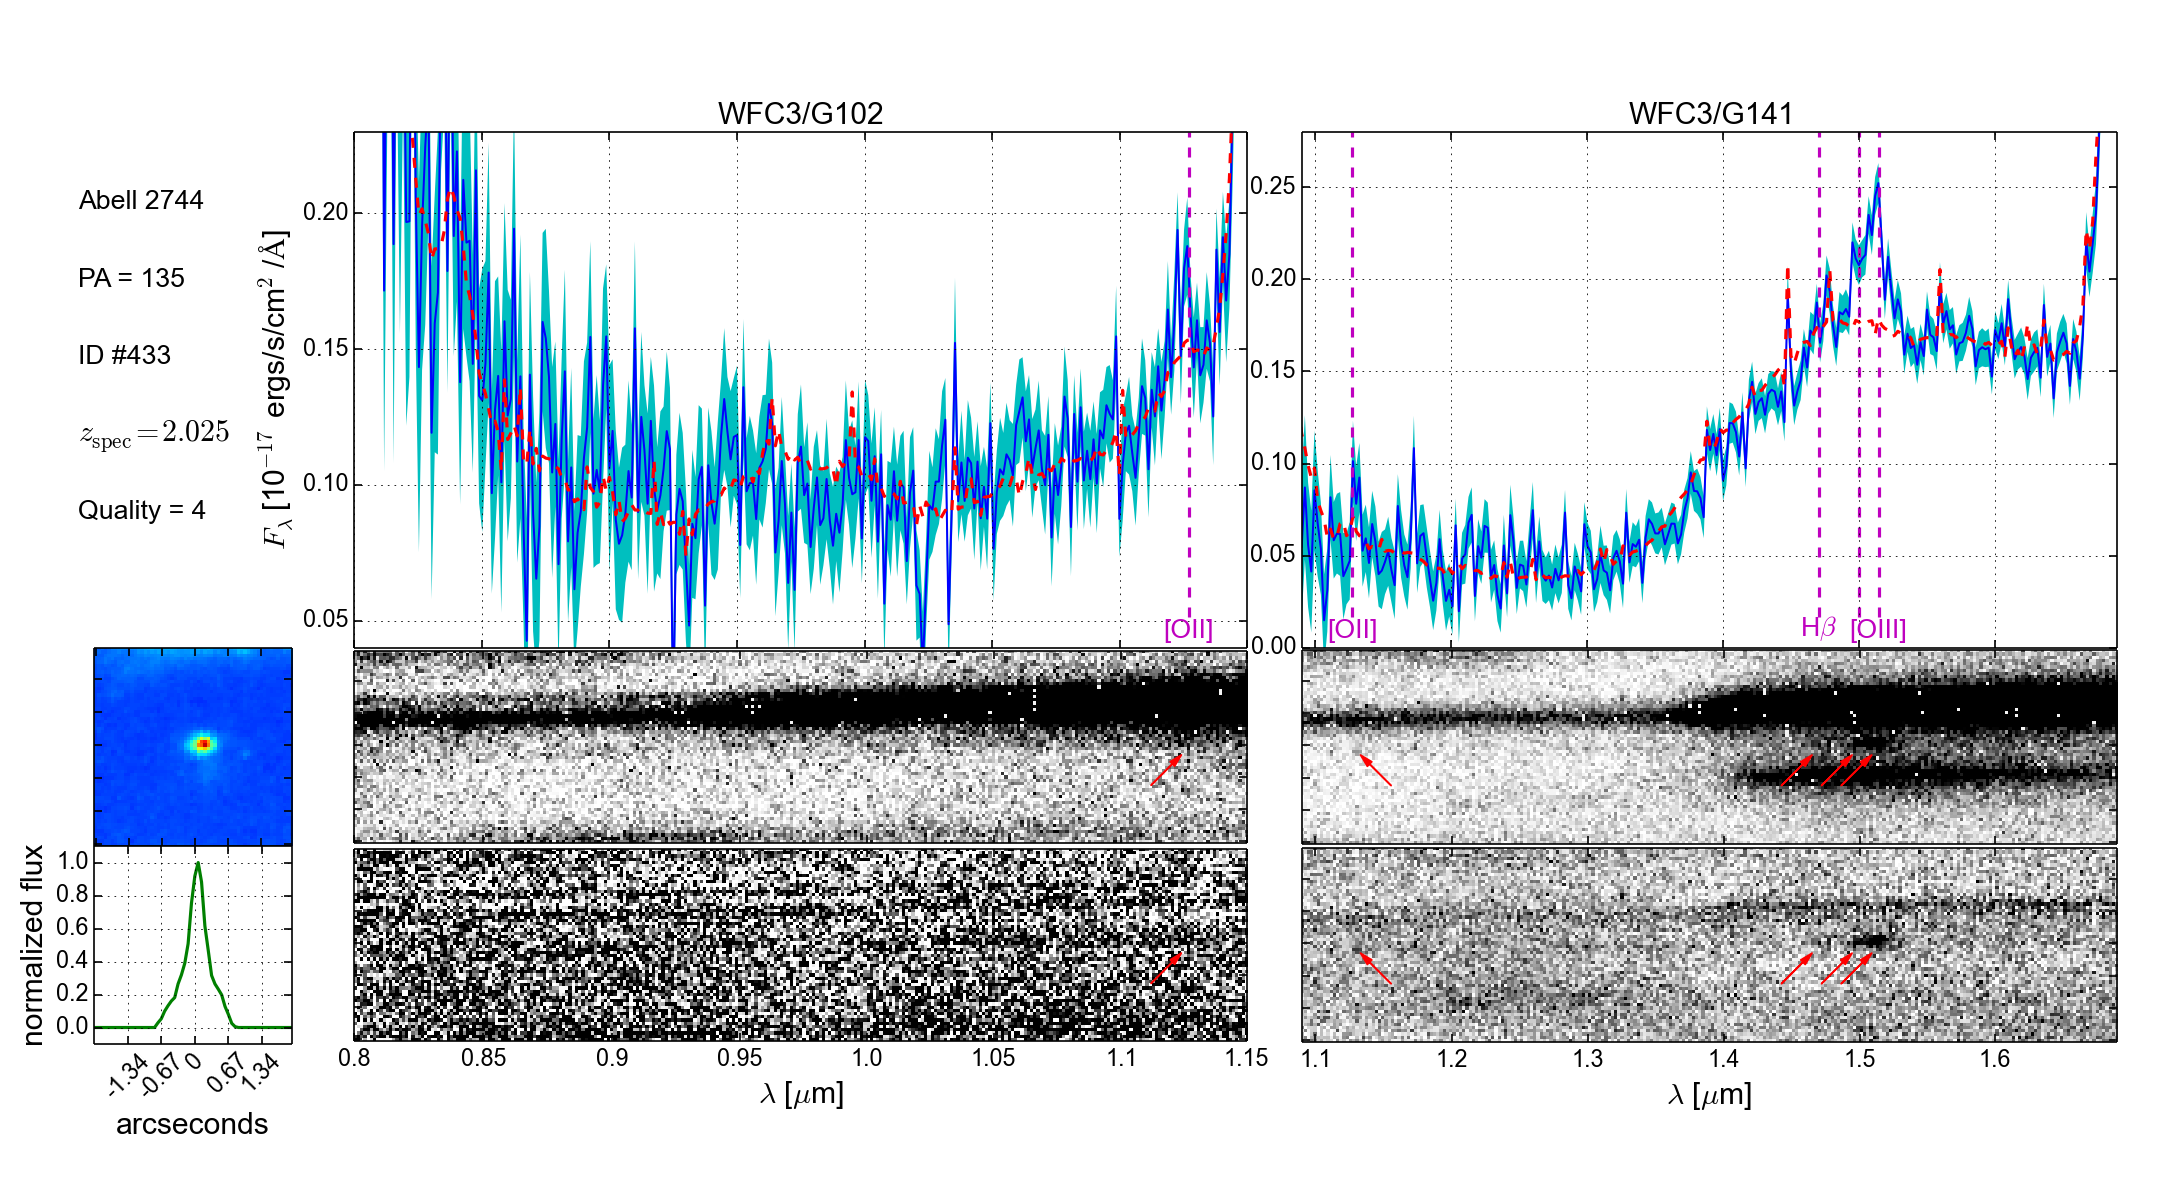 WFC3/G102
WFC3/G141
Abell 2744
PA = 135
ID #433
z_spec = 2.025
Quality = 4
F_λ [10^−17 ergs/s/cm^2 /Å]
0.20
0.15
0.10
0.05
[OII]
0.25
0.20
0.15
0.10
0.05
0.00
[OII]
Hβ
[OIII]
normalized flux
1.0
0.8
0.6
0.4
0.2
0.0
-1.34
-0.67
0
0.67
1.34
arcseconds
0.8
0.85
0.9
0.95
1.0
1.05
1.1
1.15
λ [μm]
1.1
1.2
1.3
1.4
1.5
1.6
λ [μm]